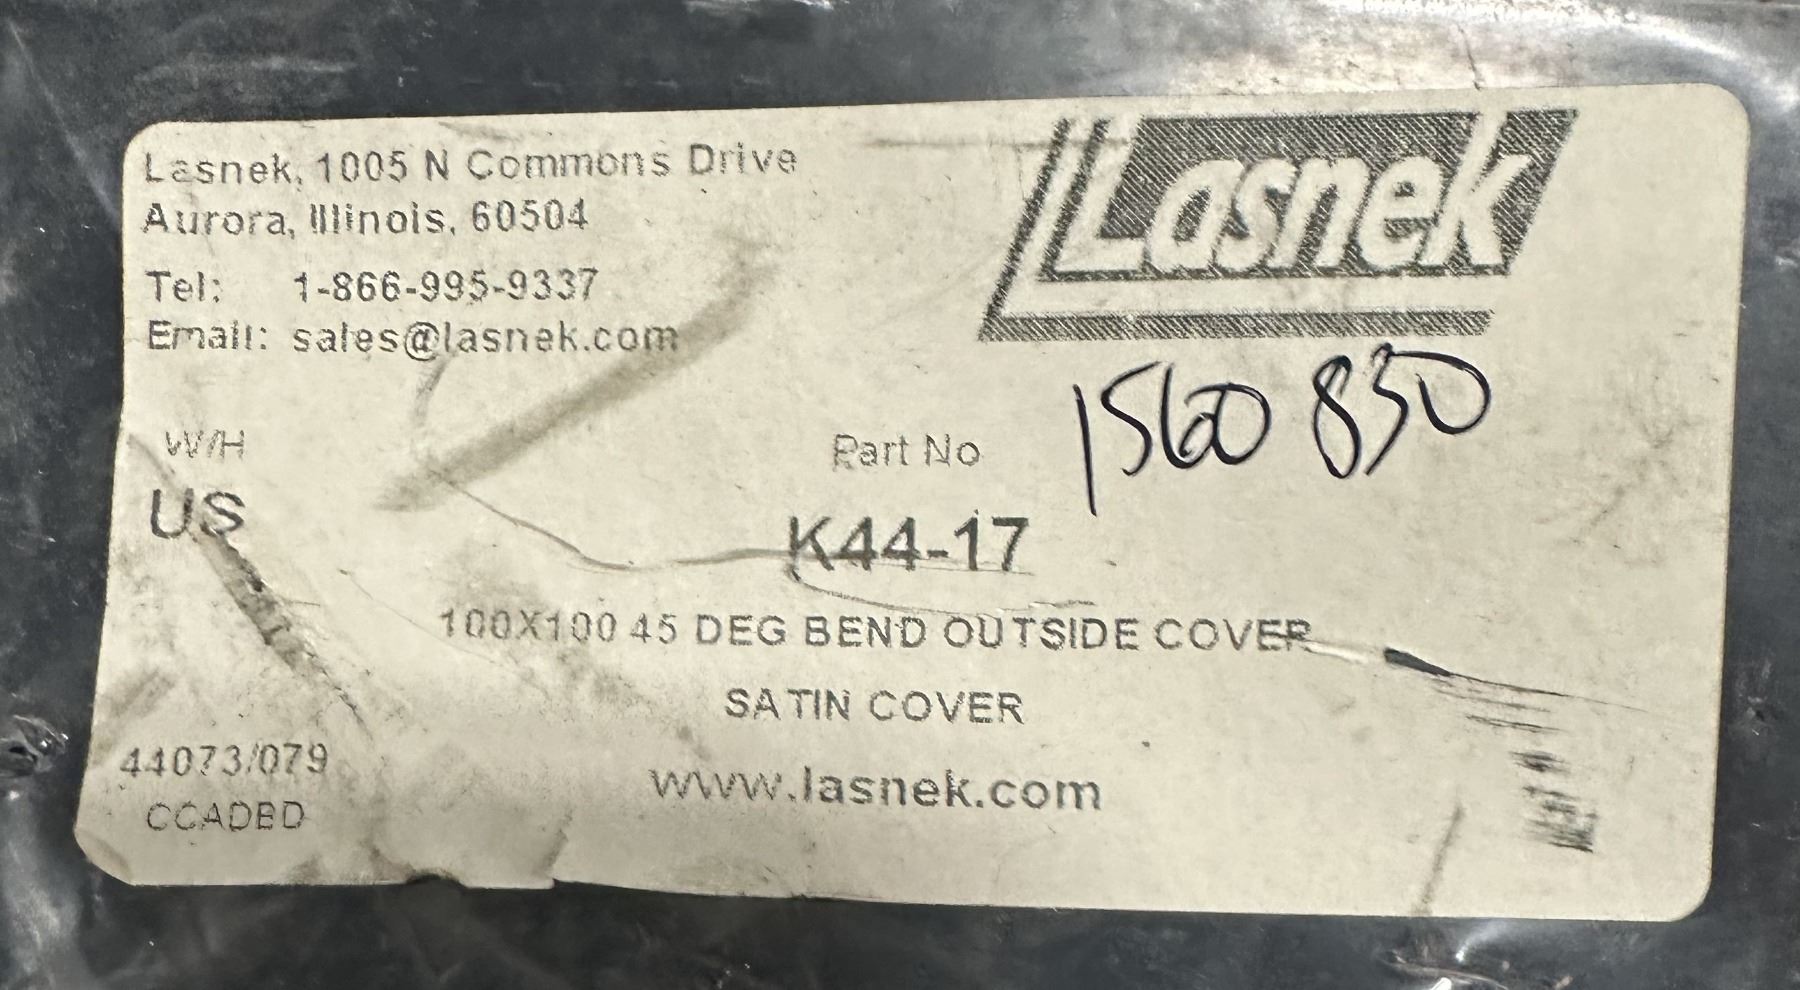 Lasnek, 1005 N Commons Drive
Aurora, Illinois, 60504
Tel: 1-866-995-9337
Email: sales@lasnek.com
Lasnek
1560 850
W/H
US
Part No
K44-17
100X100 45 DEG BEND OUTSIDE COVER
SATIN COVER
44073/079
CCADBD
www.lasnek.com